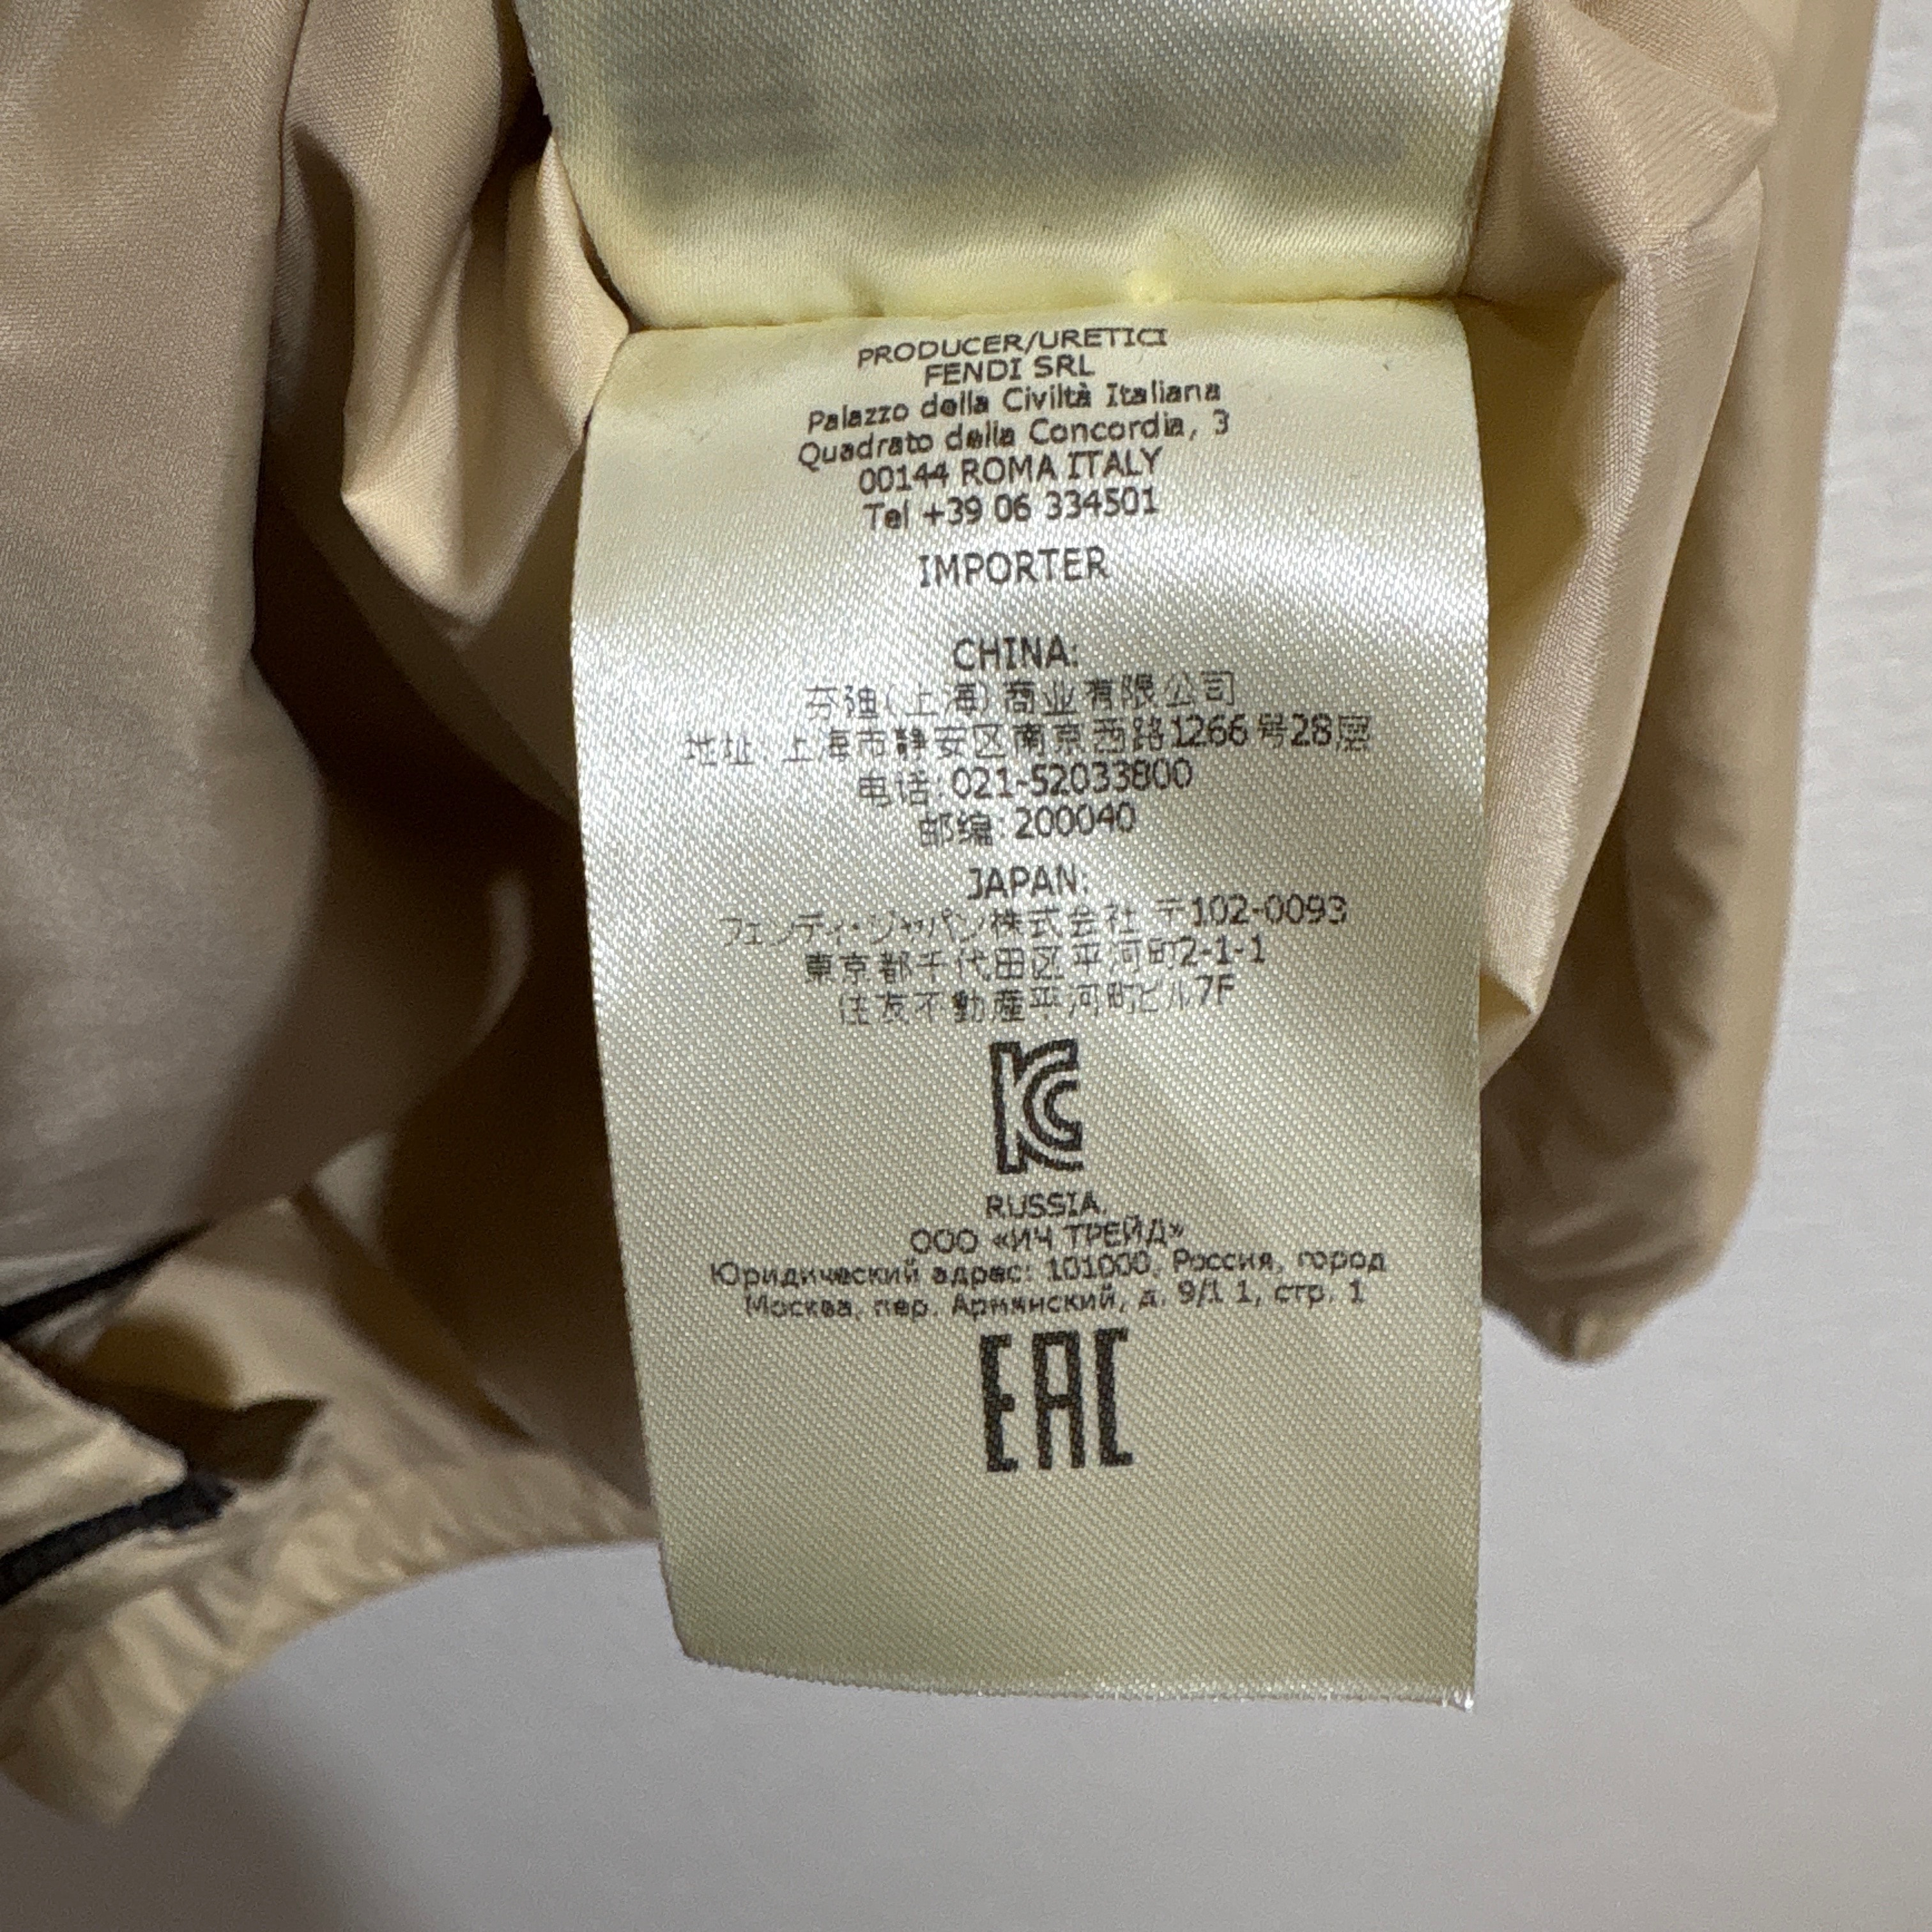 PRODUCER/URETICI
FENDI SRL
Palazzo della Civiltà Italiana
Quadrato della Concordia, 3
00144 ROMA ITALY
Tel +39 06 334501
IMPORTER
CHINA:
芬迪(上海)商业有限公司
地址 上海市静安区南京西路1266号28层
电话:021-52033800
邮编: 200040
JAPAN:
フェンディ・ジャパン株式会社 〒102-0093
東京都千代田区平河町2-1-1
住友不動産平河町ビル7F
KC
RUSSIA.
ООО «ИЧ ТРЕЙД»
Юридический адрес: 101000, Россия, город
Москва, пер. Армянский, д. 9/1 1, стр. 1
EAC